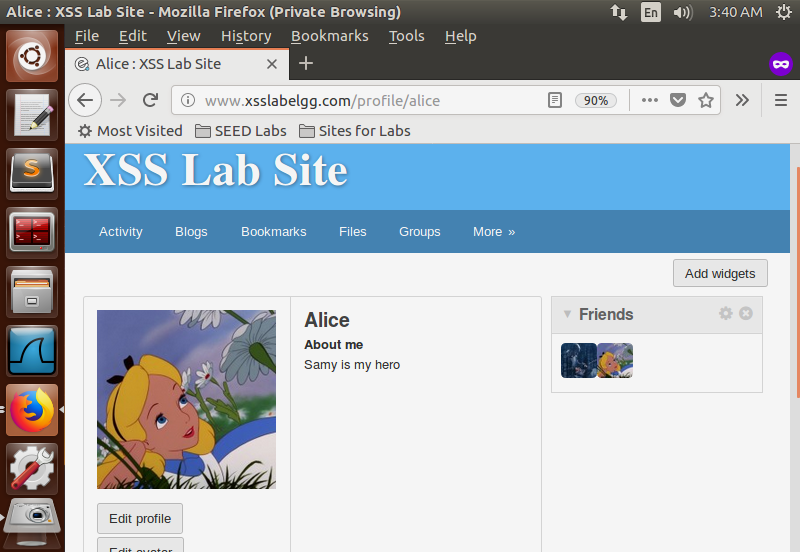 Alice : XSS Lab Site - Mozilla Firefox (Private Browsing)
En
3:40 AM
File Edit View History Bookmarks Tools Help
Alice : XSS Lab Site
www.xsslabelgg.com/profile/alice
90%
Most Visited
SEED Labs
Sites for Labs
XSS Lab Site
Activity
Blogs
Bookmarks
Files
Groups
More »
Add widgets
Alice
About me
Samy is my hero
Friends
Edit profile
Edit avatar